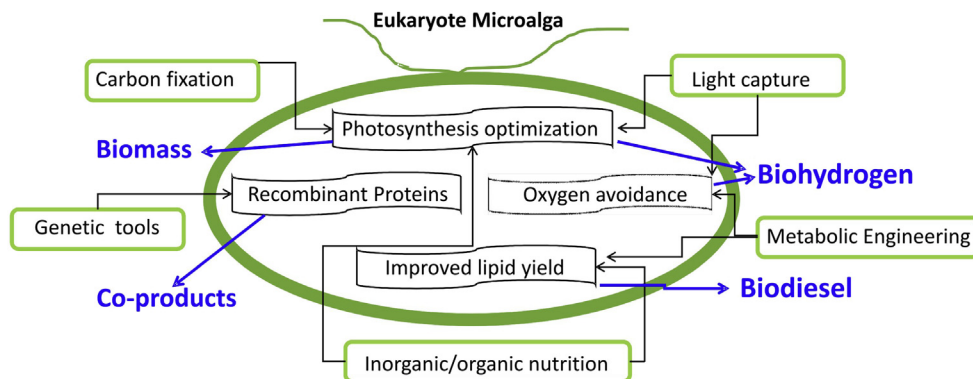 Eukaryote Microalga
Carbon fixation
Light capture
Photosynthesis optimization
Biomass
Biohydrogen
Recombinant Proteins
Oxygen avoidance
Genetic tools
Metabolic Engineering
Improved lipid yield
Co-products
Biodiesel
Inorganic/organic nutrition